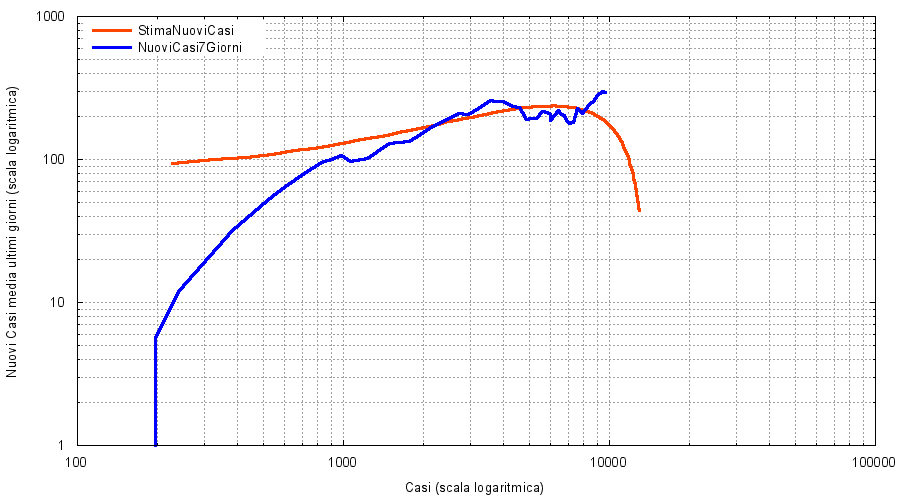 1000
100
10
1
StimaNuoviCasi
NuoviCasi7Giorni
Nuovi Casi media ultimi giorni (scala logaritmica)
100
1000
10000
100000
Casi (scala logaritmica)